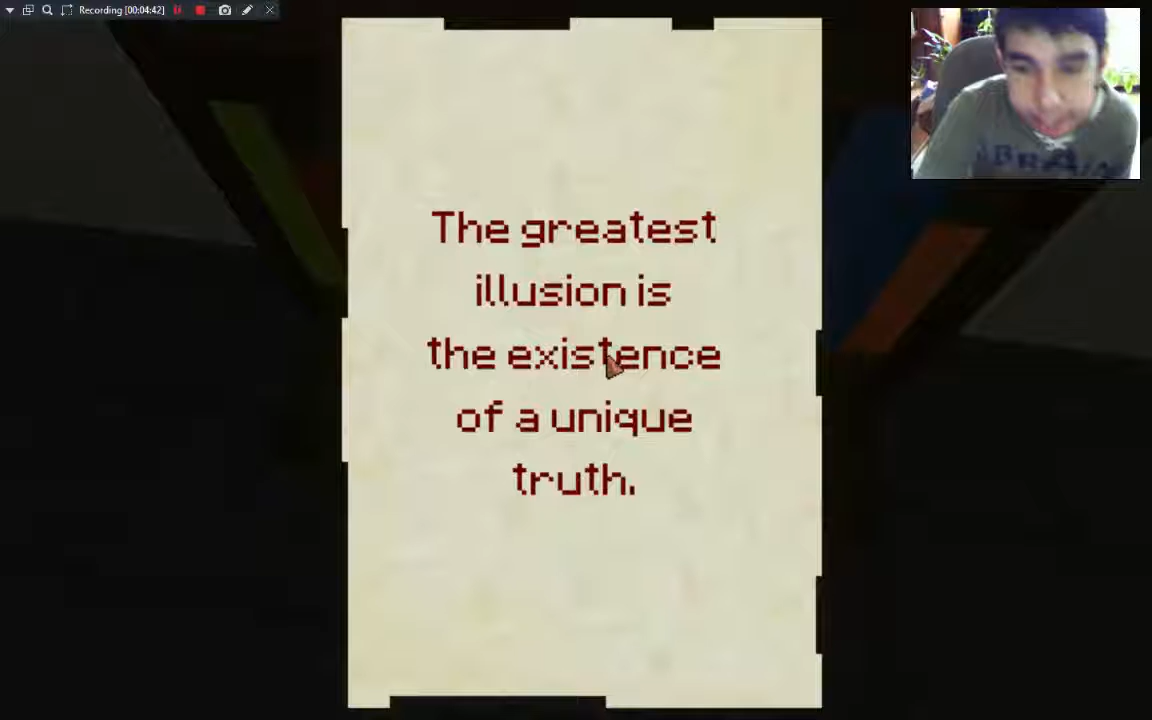 Recording [00:04:42]
The greatest
illusion is
the existence
of a unique
truth.